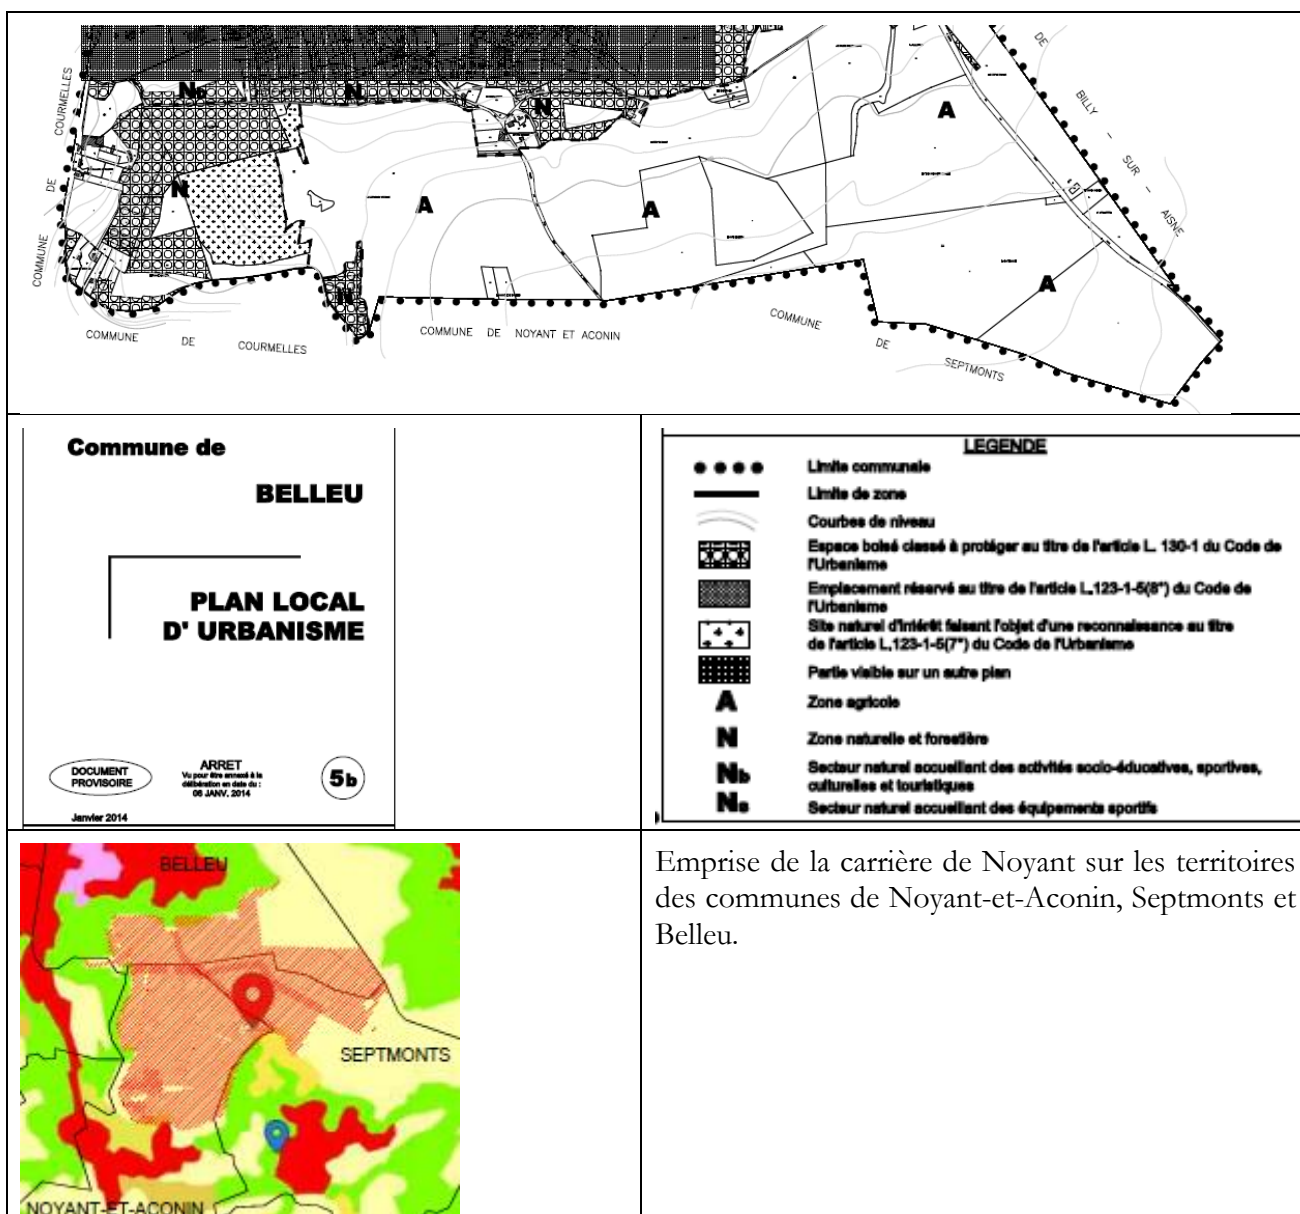 COURMELLES
DE
COMMUNE
Nb
N
N
N
N
A
A
A
A
DE
BILLY - SUR - AISNE
COMMUNE DE COURMELLES
COMMUNE DE NOYANT ET ACONIN
COMMUNE DE SEPTMONTS
Commune de
BELLEU
PLAN LOCAL
D' URBANISME
DOCUMENT
PROVISOIRE
ARRET
Vu pour être annexé à la
délibération en date du :
06 JANV. 2014
5b
Janvier 2014
LEGENDE
Limite communale
Limite de zone
Courbes de niveau
Espace boisé classé à protéger au titre de l'article L. 130-1 du Code de
l'Urbanisme
Emplacement réservé au titre de l'article L.123-1-5(8°) du Code de
l'Urbanisme
Site naturel d'intérêt faisant l'objet d'une reconnaissance au titre
de l'article L.123-1-5(7°) du Code de l'Urbanisme
Partie visible sur un autre plan
A Zone agricole
N Zone naturelle et forestière
Nb Secteur naturel accueillant des activités socio-éducatives, sportives,
culturelles et touristiques
Ns Secteur naturel accueillant des équipements sportifs
BELLEU
SEPTMONTS
NOYANT-ET-ACONIN
Emprise de la carrière de Noyant sur les territoires
des communes de Noyant-et-Aconin, Septmonts et
Belleu.